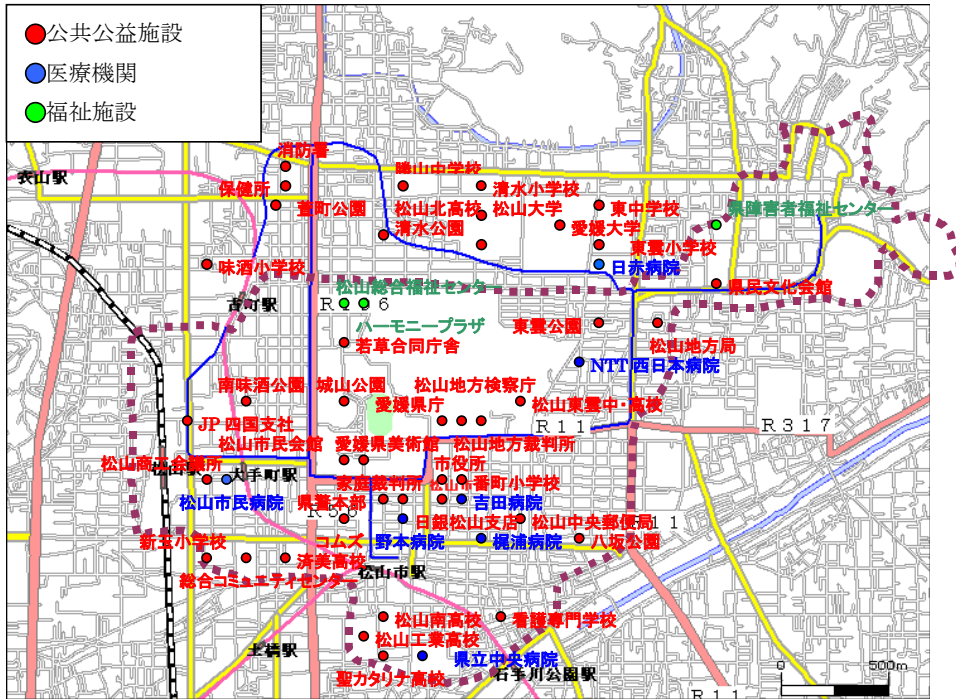 公共公益施設
医療機関
福祉施設
消防署
勝山中学校
衣山駅
保健所
清水小学校
萱町公園
松山北高校
松山大学
東中学校
県障害者福祉センター
清水公園
愛媛大学
東雲小学校
味酒小学校
日赤病院
松山総合福祉センター
県民文化会館
古町駅
ハーモニープラザ
東雲公園
若草合同庁舎
松山地方局
NTT西日本病院
南味酒公園
城山公園
松山地方検察庁
愛媛県庁
松山東雲中・高校
JP四国支社
R11
R317
松山市民会館
愛媛県美術館
松山地方裁判所
松山商工会議所
市役所
松山駅
大手町駅
家庭裁判所
番町小学校
松山市民病院
県警本部
吉田病院
日銀松山支店
松山中央郵便局
新玉小学校
コムズ
野本病院
梶浦病院
八坂公園
済美高校
総合コミュニティセンター
松山市駅
松山南高校
看護専門学校
松山工業高校
土橋駅
県立中央病院
聖カタリナ高校
石手川公園駅
0
500m
R11